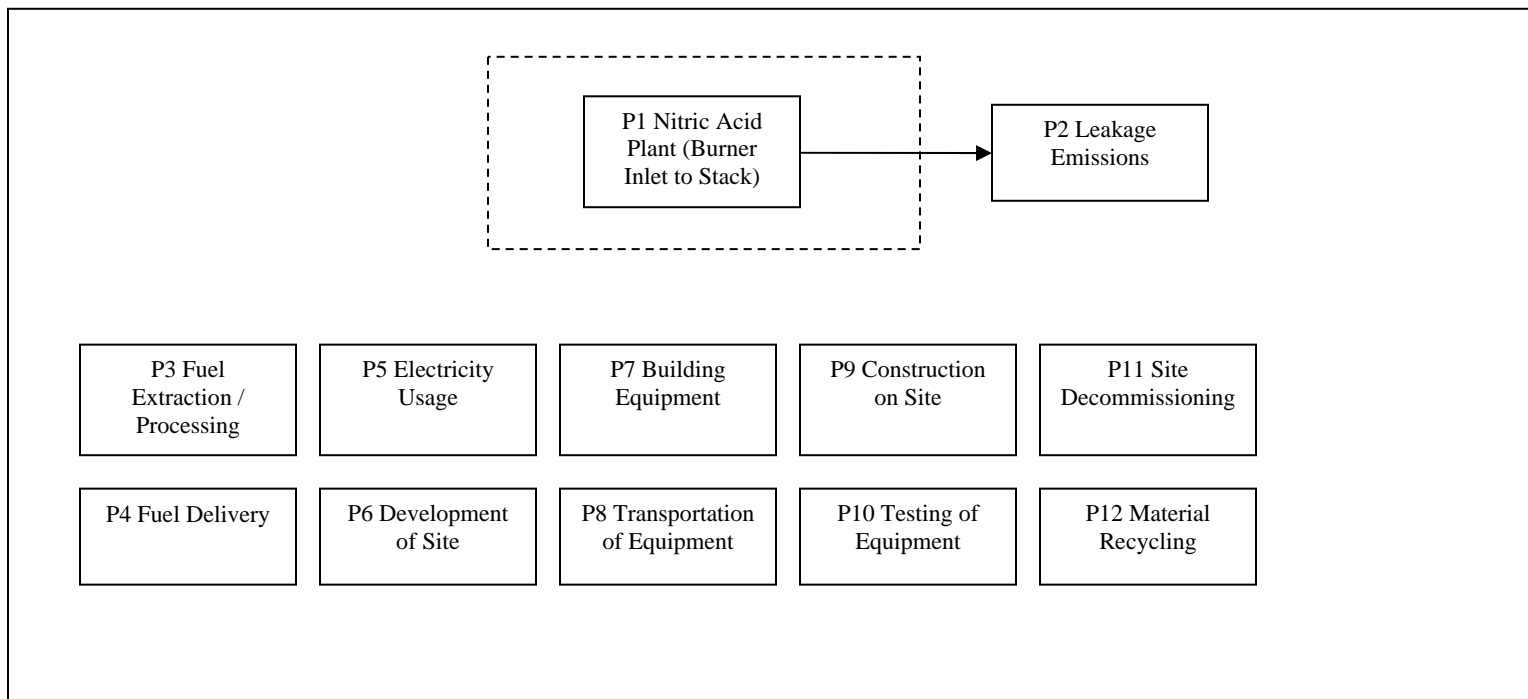 P1 Nitric Acid
Plant (Burner
Inlet to Stack)
P2 Leakage
Emissions
P3 Fuel
Extraction /
Processing
P5 Electricity
Usage
P7 Building
Equipment
P9 Construction
on Site
P11 Site
Decommissioning
P4 Fuel Delivery
P6 Development
of Site
P8 Transportation
of Equipment
P10 Testing of
Equipment
P12 Material
Recycling